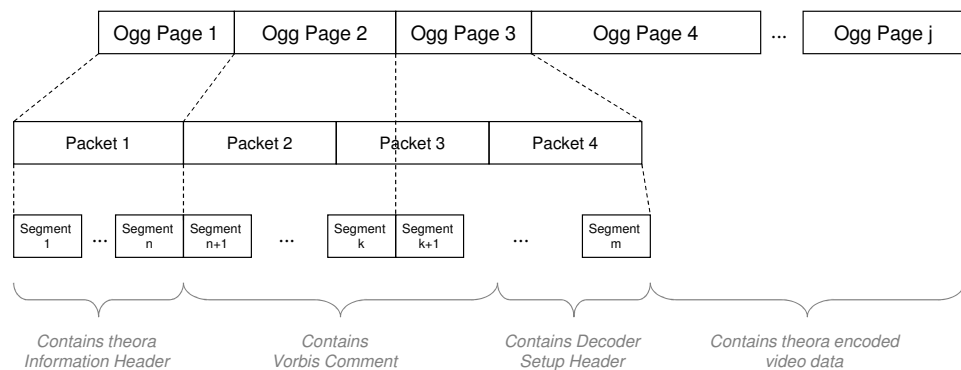 Ogg Page 1 Ogg Page 2 Ogg Page 3 Ogg Page 4 ... Ogg Page j
Packet 1 Packet 2 Packet 3 Packet 4
Segment 1 ... Segment n Segment n+1 ... Segment k Segment k+1 ... Segment m
Contains theora
Information Header
Contains
Vorbis Comment
Contains Decoder
Setup Header
Contains theora encoded
video data